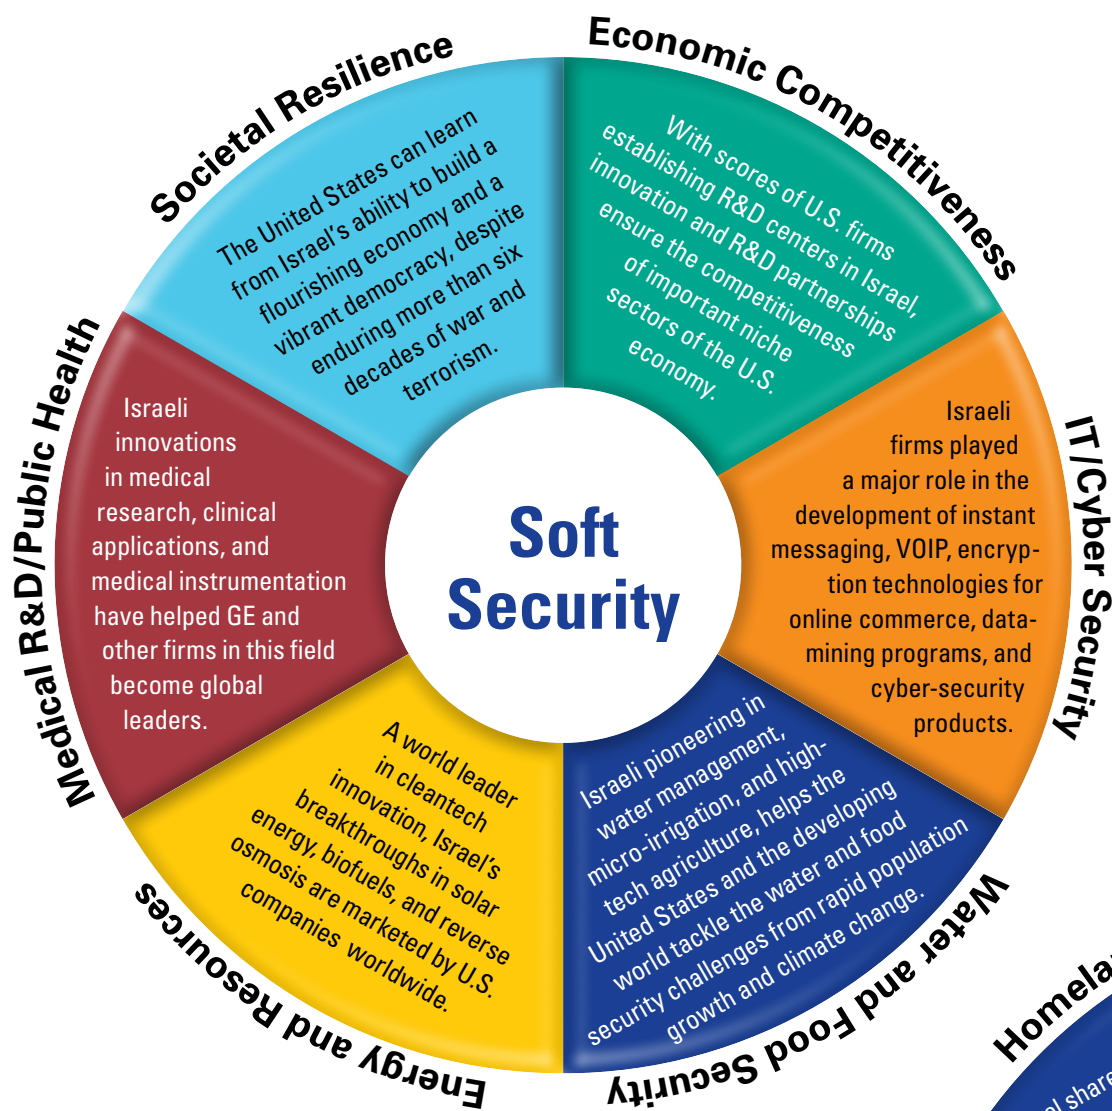 Soft
Security
Economic Competitiveness
With scores of U.S. firms
establishing R&D centers in Israel,
innovation and R&D partnerships
ensure the competitiveness
of important niche
sectors of the U.S.
economy.
IT/Cyber Security
Israeli
firms played
a major role in the
development of instant
messaging, VOIP, encryp-
tion technologies for
online commerce, data-
mining programs, and
cyber-security
products.
Water and Food Security
Israeli pioneering in
water management,
micro-irrigation, and high-
tech agriculture, helps the
United States and the developing
world tackle the water and food
security challenges from rapid population
growth and climate change.
Energy and Resources
A world leader
in cleantech
innovation, Israel's
breakthroughs in solar
energy, biofuels, and reverse
osmosis are marketed by U.S.
companies worldwide.
Medical R&D/Public Health
Israeli
innovations
in medical
research, clinical
applications, and
medical instrumentation
have helped GE and
other firms in this field
become global
leaders.
Societal Resilience
The United States can learn
from Israel's ability to build a
flourishing economy and a
vibrant democracy, despite
enduring more than six
decades of war and
terrorism.